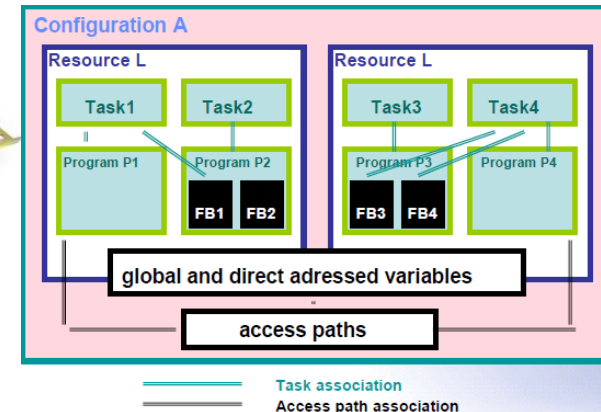 Configuration A
Resource L
Resource L
Task1
Task2
Task3
Task4
Program P1
Program P2
Program P3
Program P4
FB1
FB2
FB3
FB4
global and direct adressed variables
access paths
Task association
Access path association